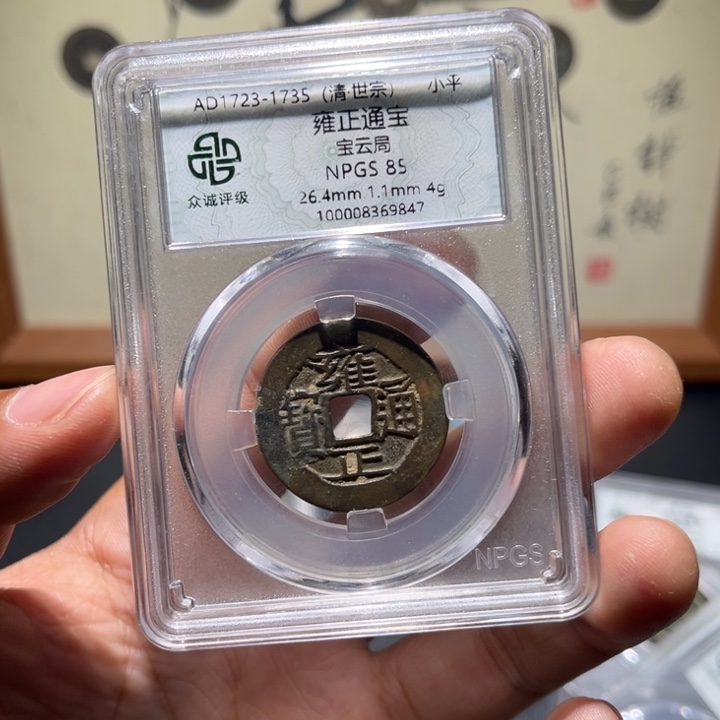 AD1723-1735 (清·世宗) 小平
雍正通宝
宝云局
NPGS 85
26.4mm 1.1mm 4g
100008369847
众诚评级
雍正通寳
NPGS